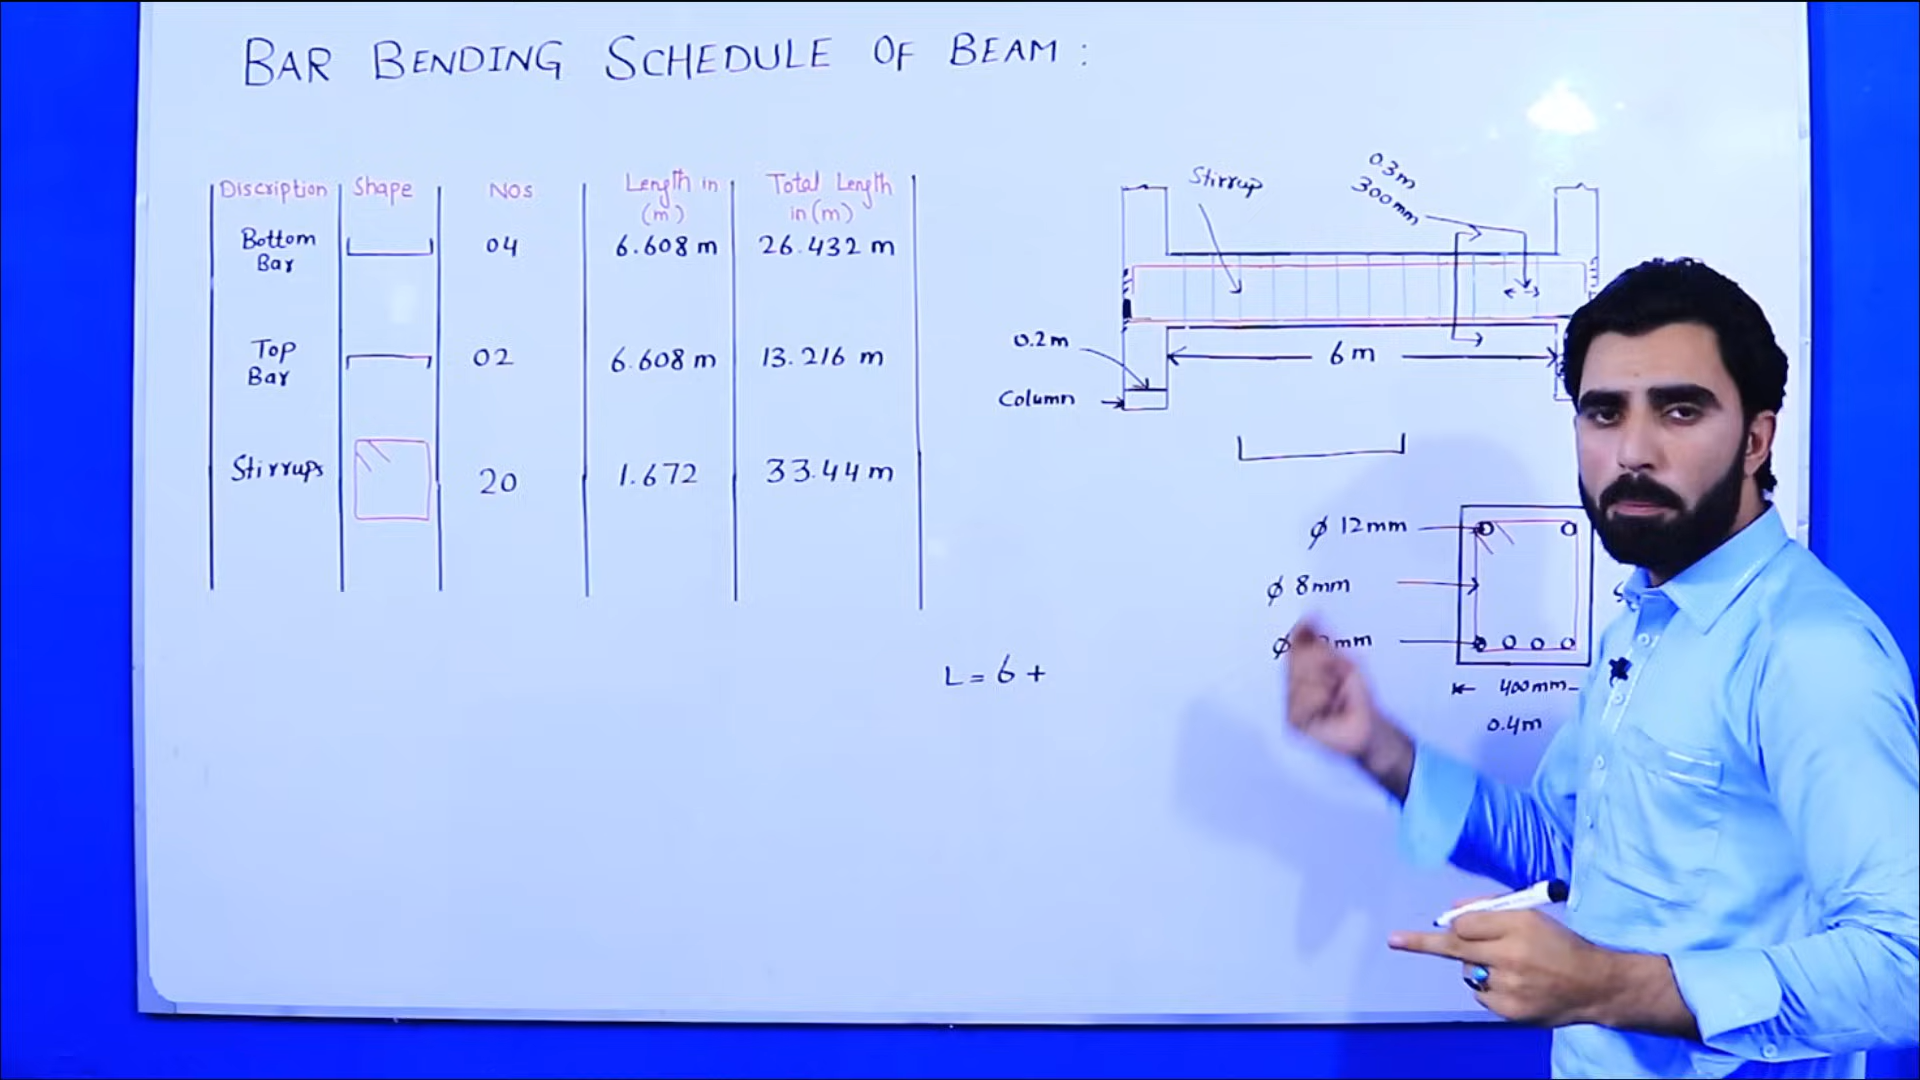 BAR BENDING SCHEDULE OF BEAM :
Discription Shape Nos Length in (m) Total Length in (m)
Bottom Bar 04 6.608 m 26.432 m
Top Bar 02 6.608 m 13.216 m
Stirrups 20 1.672 33.44 m
Stirrup
0.3m
300mm
0.2m
6m
Column
ϕ 12mm
ϕ 8mm
ϕ mm
400mm
0.4m
L = 6 +